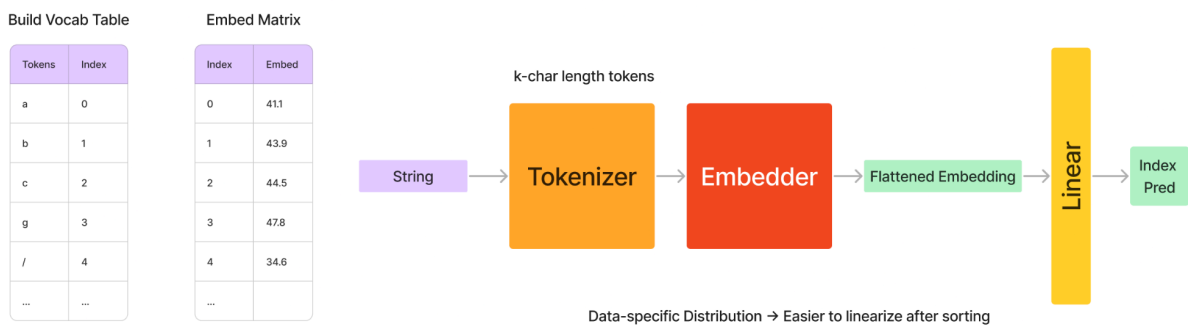 Build Vocab Table
Tokens Index
a 0
b 1
c 2
g 3
/ 4
... ...
Embed Matrix
Index Embed
0 41.1
1 43.9
2 44.5
3 47.8
4 34.6
...
k-char length tokens
String
Tokenizer
Embedder
Flattened Embedding
Linear
Index
Pred
Data-specific Distribution → Easier to linearize after sorting